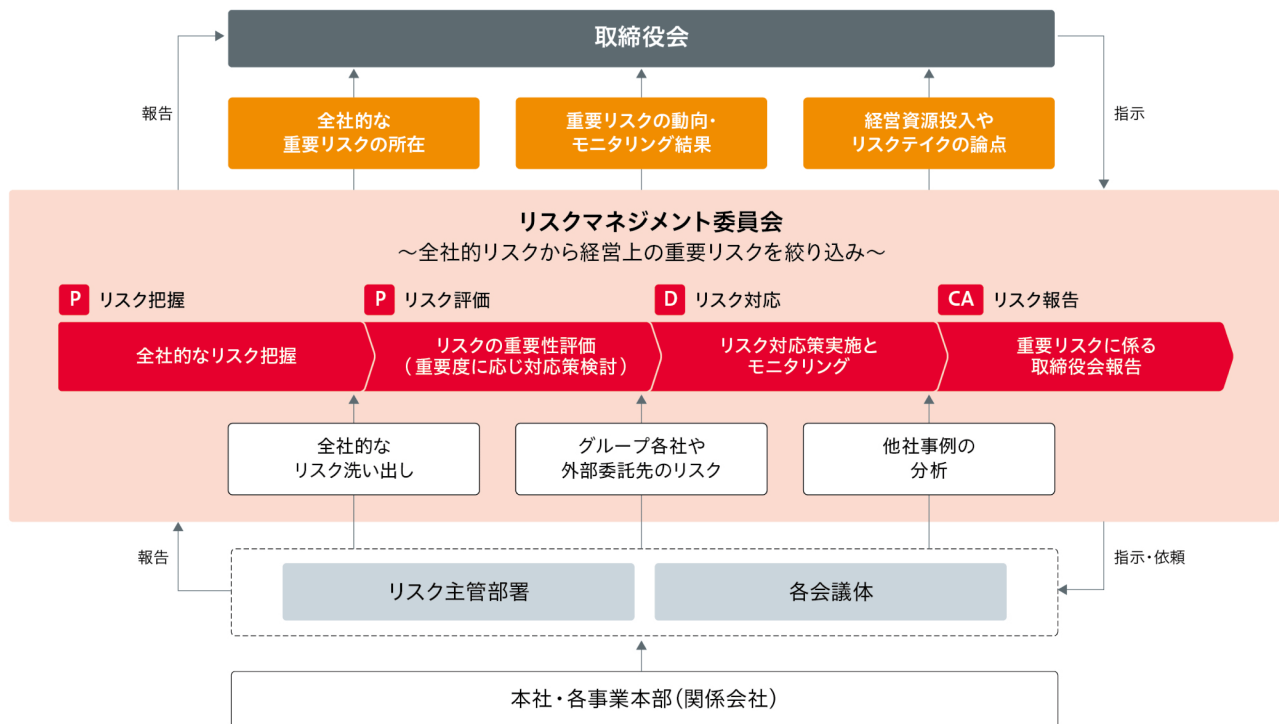 取締役会
報告
全社的な
重要リスクの所在
重要リスクの動向・
モニタリング結果
経営資源投入や
リスクテイクの論点
指示
リスクマネジメント委員会
～全社的リスクから経営上の重要リスクを絞り込み～
P リスク把握
P リスク評価
D リスク対応
CA リスク報告
全社的なリスク把握
リスクの重要性評価
(重要度に応じ対応策検討)
リスク対応策実施と
モニタリング
重要リスクに係る
取締役会報告
全社的な
リスク洗い出し
グループ各社や
外部委託先のリスク
他社事例の
分析
報告
指示・依頼
リスク主管部署
各会議体
本社・各事業本部(関係会社)